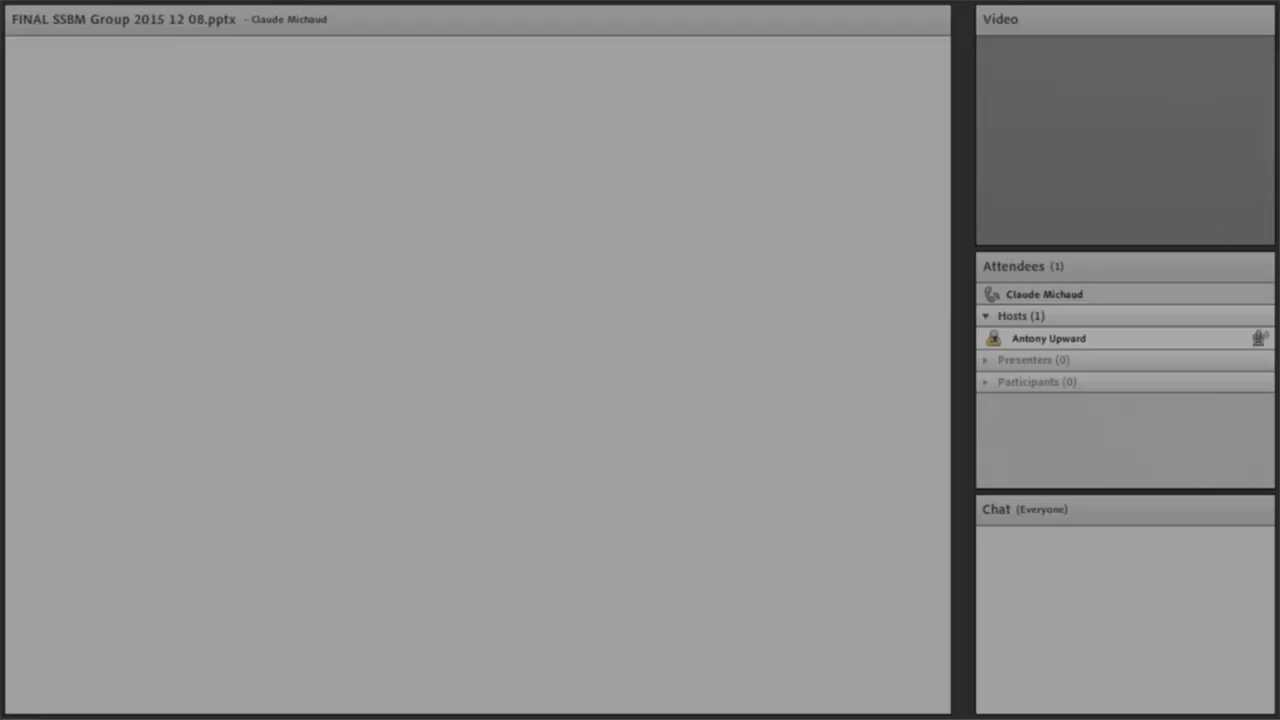 FINAL SSBM Group 2015 12 08.pptx - Claude Michaud
Video
Attendees (1)
Claude Michaud
Hosts (1)
Antony Upward
Presenters (0)
Participants (0)
Chat (Everyone)